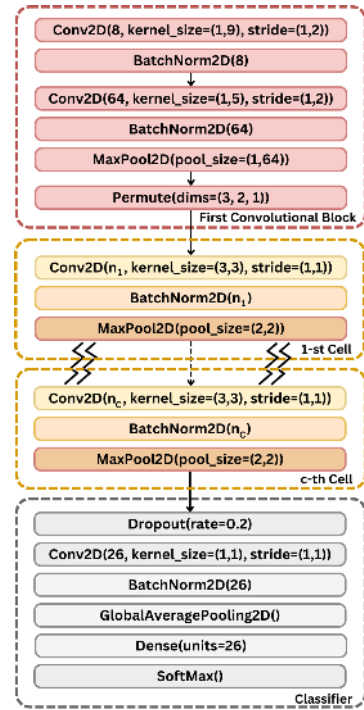 Conv2D(8, kernel_size=(1,9), stride=(1,2))
BatchNorm2D(8)
Conv2D(64, kernel_size=(1,5), stride=(1,2))
BatchNorm2D(64)
MaxPool2D(pool_size=(1,64))
Permute(dims=(3, 2, 1))
First Convolutional Block
Conv2D(n₁, kernel_size=(3,3), stride=(1,1))
BatchNorm2D(n₁)
MaxPool2D(pool_size=(2,2))
1-st Cell
Conv2D(n_C, kernel_size=(3,3), stride=(1,1))
BatchNorm2D(n_C)
MaxPool2D(pool_size=(2,2))
c-th Cell
Dropout(rate=0.2)
Conv2D(26, kernel_size=(1,1), stride=(1,1))
BatchNorm2D(26)
GlobalAveragePooling2D()
Dense(units=26)
SoftMax()
Classifier